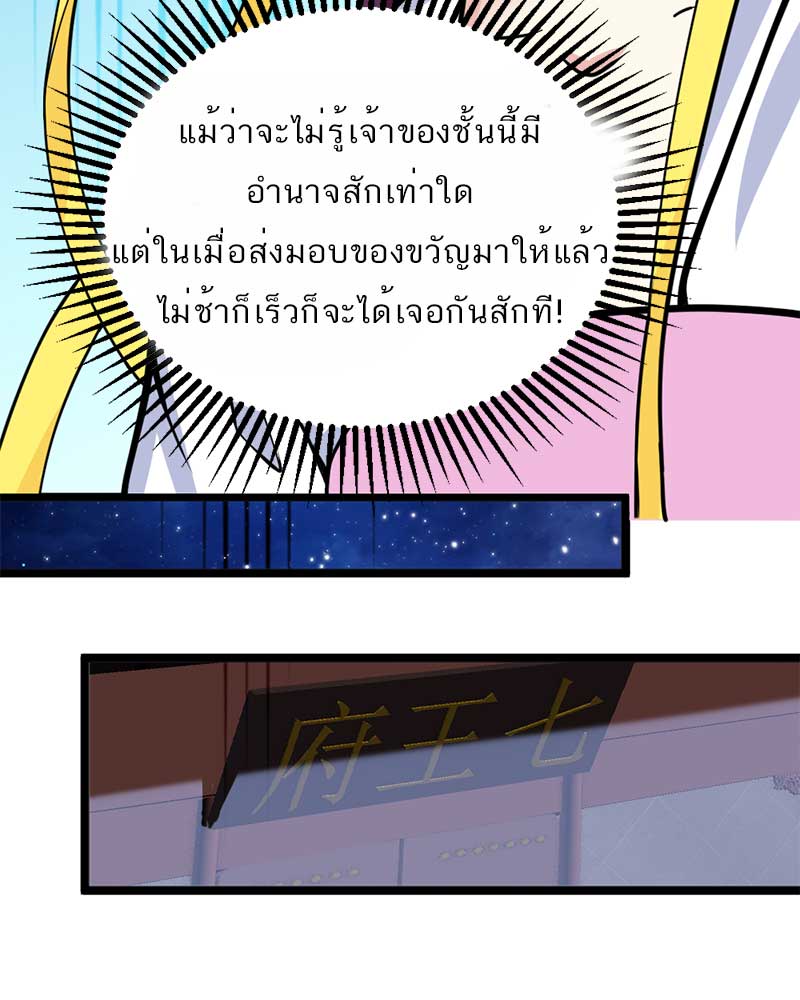 แม้ว่าจะไม่รู้เจ้าของชั้นนี้มี
อำนาจสักเท่าใด
แต่ในเมื่อส่งมอบของขวัญมาให้แล้ว
ไม่ช้าก็เร็วก็จะได้เจอกันสักที!
府王七